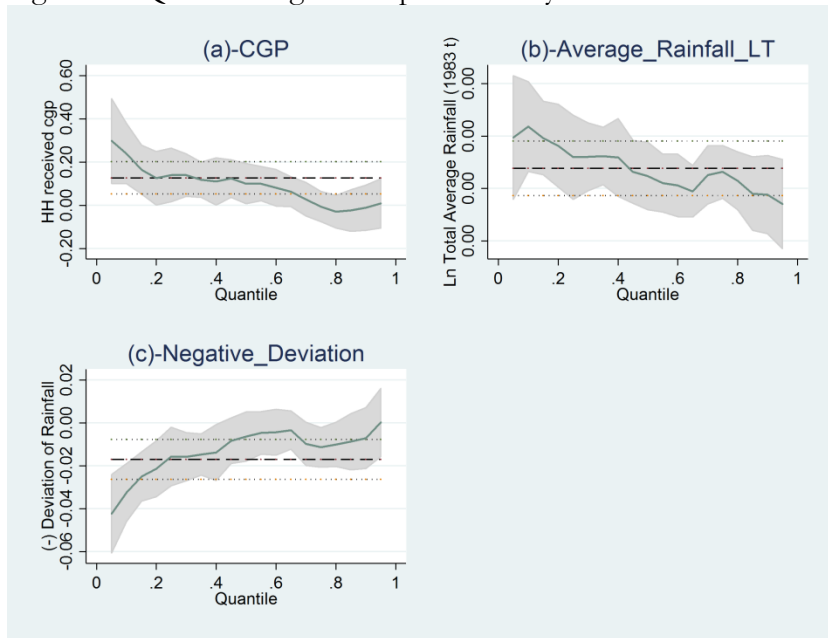 (a)-CGP
HH received cgp
0.60
0.40
0.20
0.00
-0.20
0 .2 .4 .6 .8 1
Quantile
(b)-Average_Rainfall_LT
Ln Total Average Rainfall (1983 t)
0.00
0.00
0.00
0.00
0 .2 .4 .6 .8 1
Quantile
(c)-Negative_Deviation
(-) Deviation of Rainfall
0.02
0.00
-0.02
-0.04
-0.06
0 .2 .4 .6 .8 1
Quantile